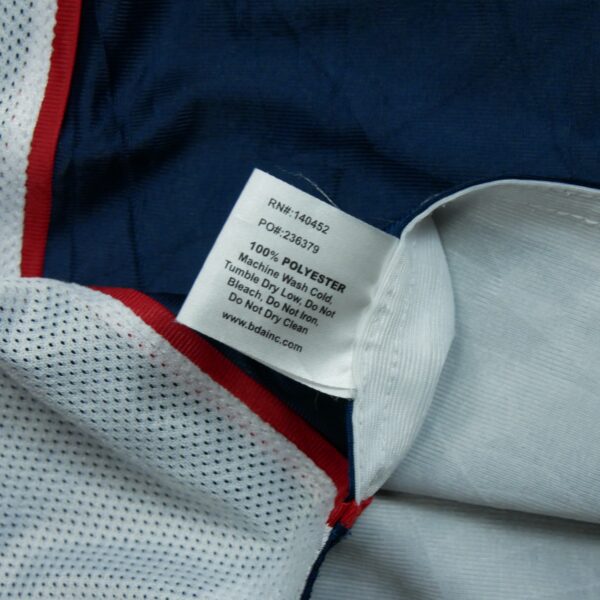 RN#:140452
PO#:236379
100% POLYESTER
Machine Wash Cold.
Tumble Dry Low, Do Not
Bleach, Do Not Iron.
Do Not Dry Clean
www.bdainc.com